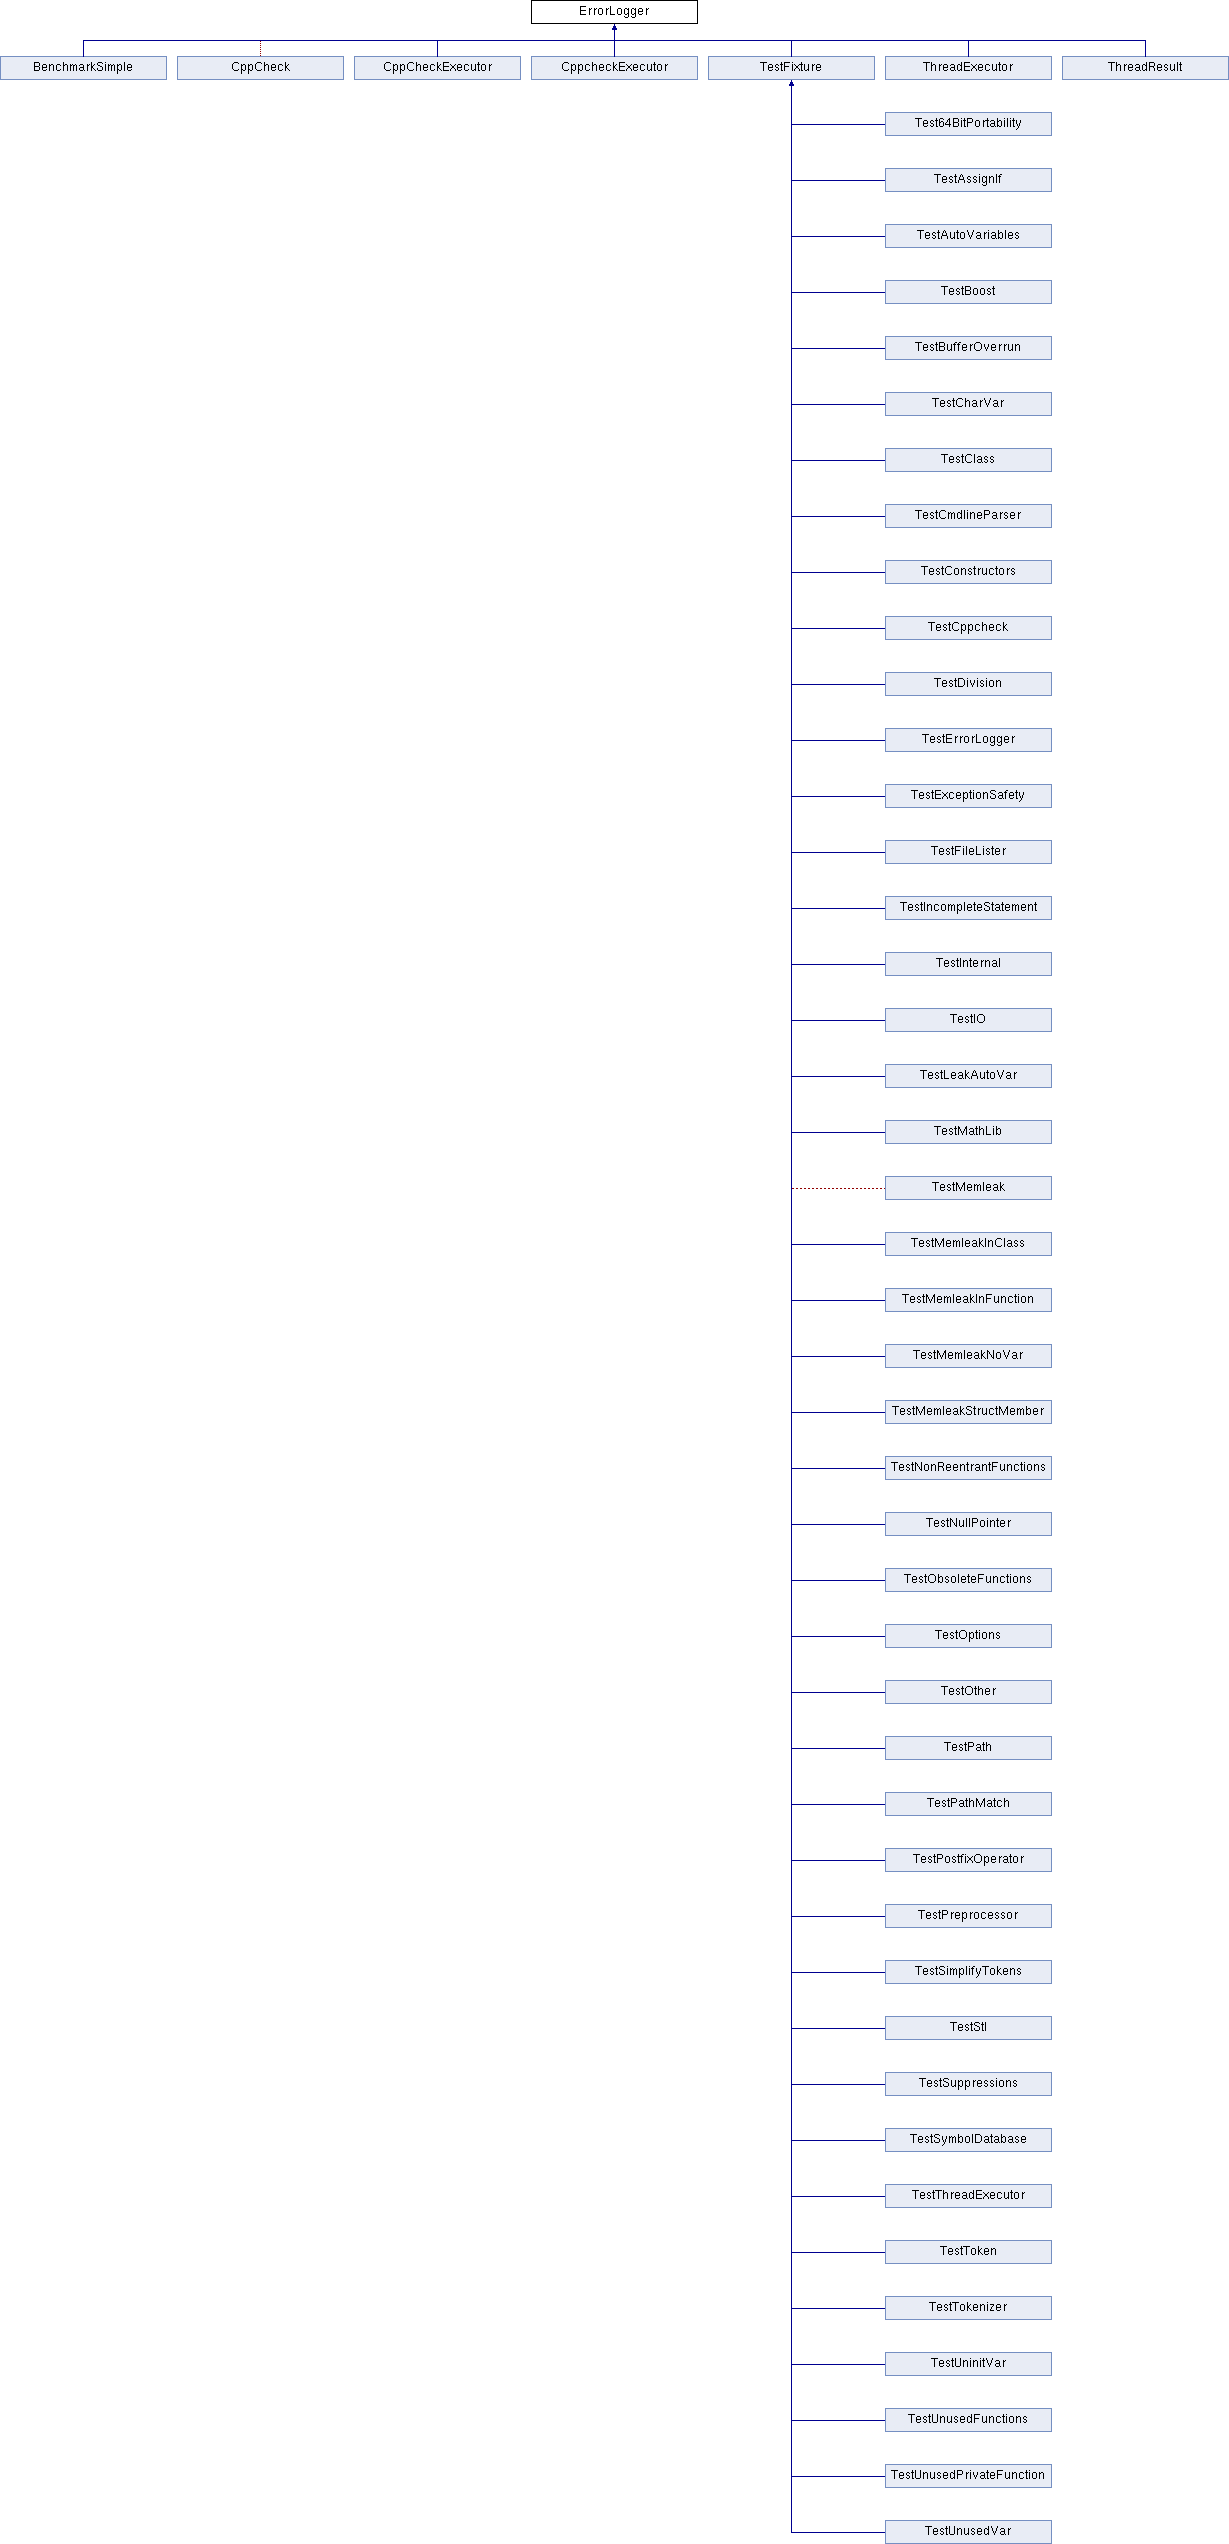 ErrorLogger
BenchmarkSimple CppCheck CppCheckExecutor CppcheckExecutor TestFixture ThreadExecutor ThreadResult
Test64BitPortability
TestAssignIf
TestAutoVariables
TestBoost
TestBufferOverrun
TestCharVar
TestClass
TestCmdlineParser
TestConstructors
TestCppcheck
TestDivision
TestErrorLogger
TestExceptionSafety
TestFileLister
TestIncompleteStatement
TestInternal
TestIO
TestLeakAutoVar
TestMathLib
TestMemleak
TestMemleakInClass
TestMemleakInFunction
TestMemleakNoVar
TestMemleakStructMember
TestNonReentrantFunctions
TestNullPointer
TestObsoleteFunctions
TestOptions
TestOther
TestPath
TestPathMatch
TestPostfixOperator
TestPreprocessor
TestSimplifyTokens
TestStl
TestSuppressions
TestSymbolDatabase
TestThreadExecutor
TestToken
TestTokenizer
TestUninitVar
TestUnusedFunctions
TestUnusedPrivateFunction
TestUnusedVar